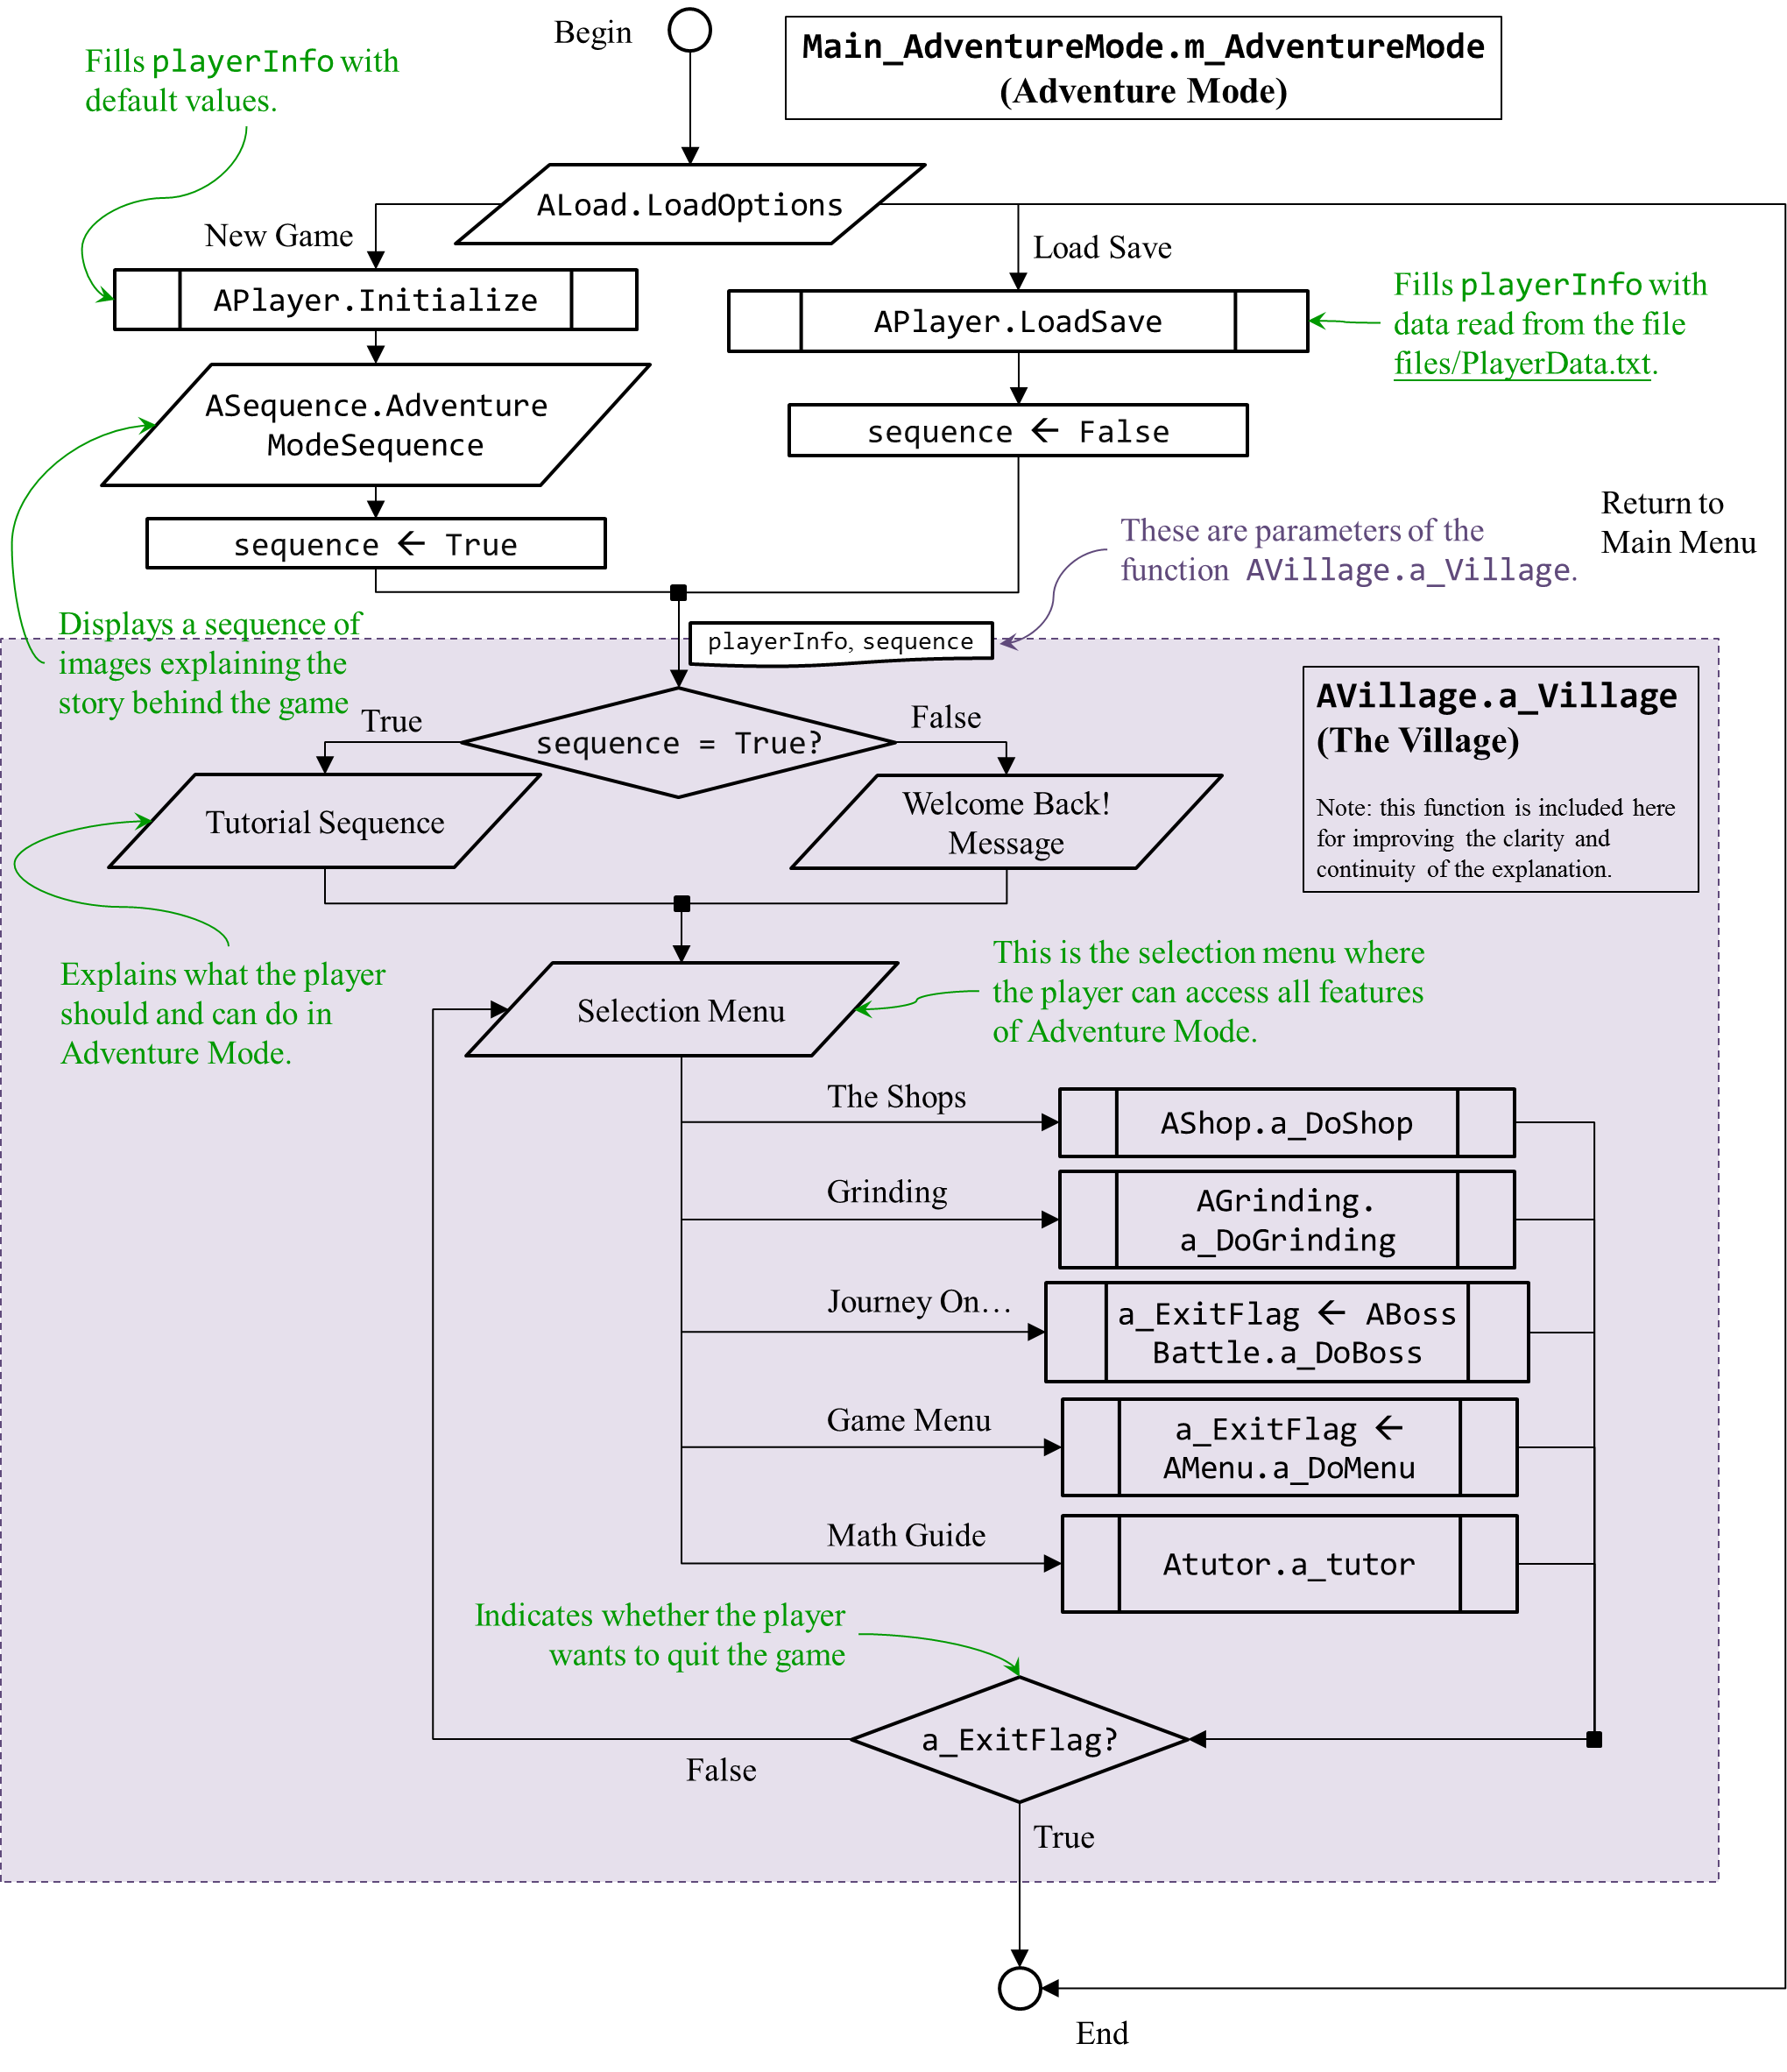 Begin
Main_AdventureMode.m_AdventureMode
(Adventure Mode)
Fills playerInfo with
default values.
ALoad.LoadOptions
New Game
Load Save
APlayer.Initialize
APlayer.LoadSave
Fills playerInfo with
data read from the file
files/PlayerData.txt.
ASequence.Adventure
ModeSequence
sequence ← False
sequence ← True
Return to
Main Menu
These are parameters of the
function AVillage.a_Village.
Displays a sequence of
images explaining the
story behind the game
playerInfo, sequence
AVillage.a_Village
(The Village)
Note: this function is included here
for improving the clarity and
continuity of the explanation.
True
sequence = True?
False
Tutorial Sequence
Welcome Back!
Message
Explains what the player
should and can do in
Adventure Mode.
Selection Menu
This is the selection menu where
the player can access all features
of Adventure Mode.
The Shops
AShop.a_DoShop
Grinding
AGrinding.
a_DoGrinding
Journey On…
a_ExitFlag ← ABoss
Battle.a_DoBoss
Game Menu
a_ExitFlag ←
AMenu.a_DoMenu
Math Guide
Atutor.a_tutor
Indicates whether the player
wants to quit the game
a_ExitFlag?
False
True
End